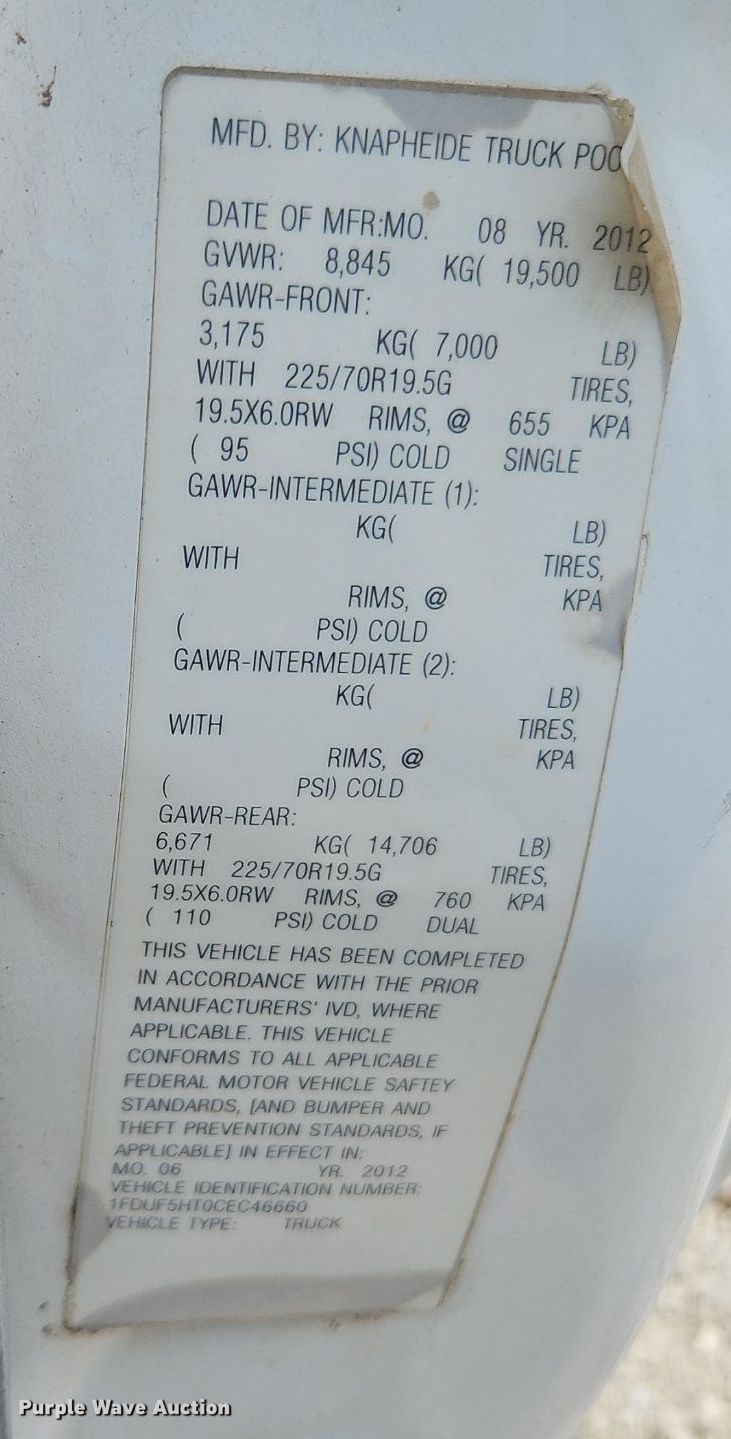 MFD. BY: KNAPHEIDE TRUCK POO
DATE OF MFR:MO. 08 YR. 2012
GVWR: 8,845 KG( 19,500 LB)
GAWR-FRONT:
3,175 KG( 7,000 LB)
WITH 225/70R19.5G TIRES,
19.5X6.0RW RIMS, @ 655 KPA
( 95 PSI) COLD SINGLE
GAWR-INTERMEDIATE (1):
KG( LB)
WITH TIRES,
RIMS, @ KPA
( PSI) COLD
GAWR-INTERMEDIATE (2):
KG( LB)
WITH TIRES,
RIMS, @ KPA
( PSI) COLD
GAWR-REAR:
6,671 KG( 14,706 LB)
WITH 225/70R19.5G TIRES,
19.5X6.0RW RIMS, @ 760 KPA
( 110 PSI) COLD DUAL
THIS VEHICLE HAS BEEN COMPLETED
IN ACCORDANCE WITH THE PRIOR
MANUFACTURERS' IVD, WHERE
APPLICABLE. THIS VEHICLE
CONFORMS TO ALL APPLICABLE
FEDERAL MOTOR VEHICLE SAFTEY
STANDARDS, [AND BUMPER AND
THEFT PREVENTION STANDARDS, IF
APPLICABLE] IN EFFECT IN:
MO. 06 YR. 2012
VEHICLE IDENTIFICATION NUMBER:
1FDUF5HT0CEC46660
VEHICLE TYPE: TRUCK
Purple Wave Auction